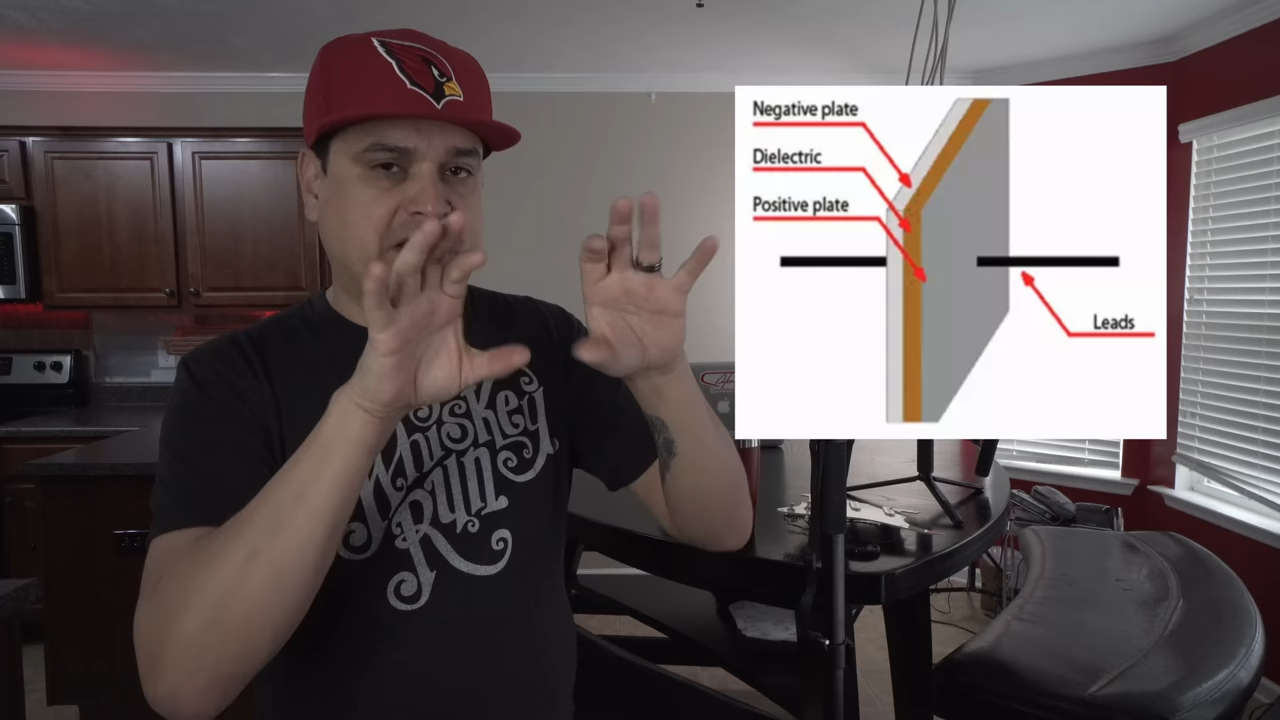 Whiskey
Run
Negative plate
Dielectric
Positive plate
Leads